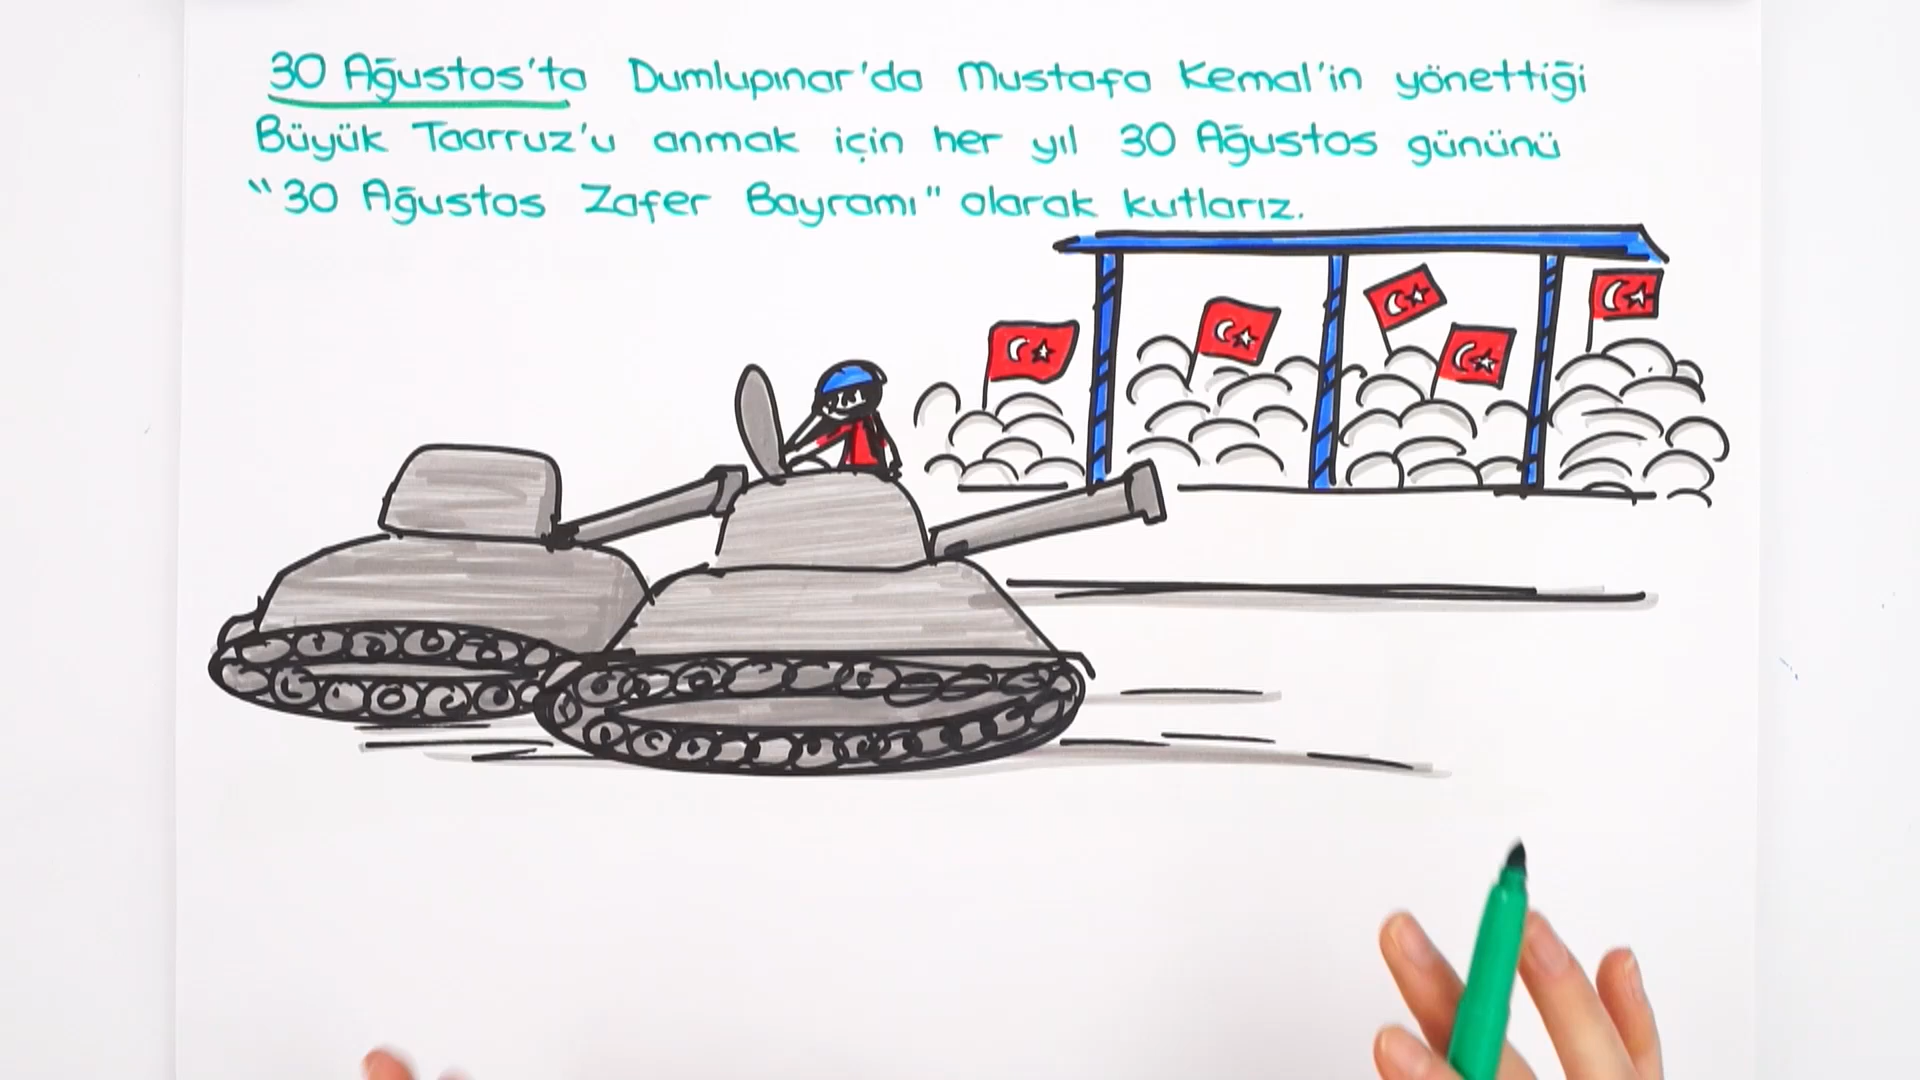 30 Ağustos'ta Dumlupınar'da Mustafa Kemal'in yönettiği
Büyük Taarruz'u anmak için her yıl 30 Ağustos gününü
"30 Ağustos Zafer Bayramı" olarak kutlarız.